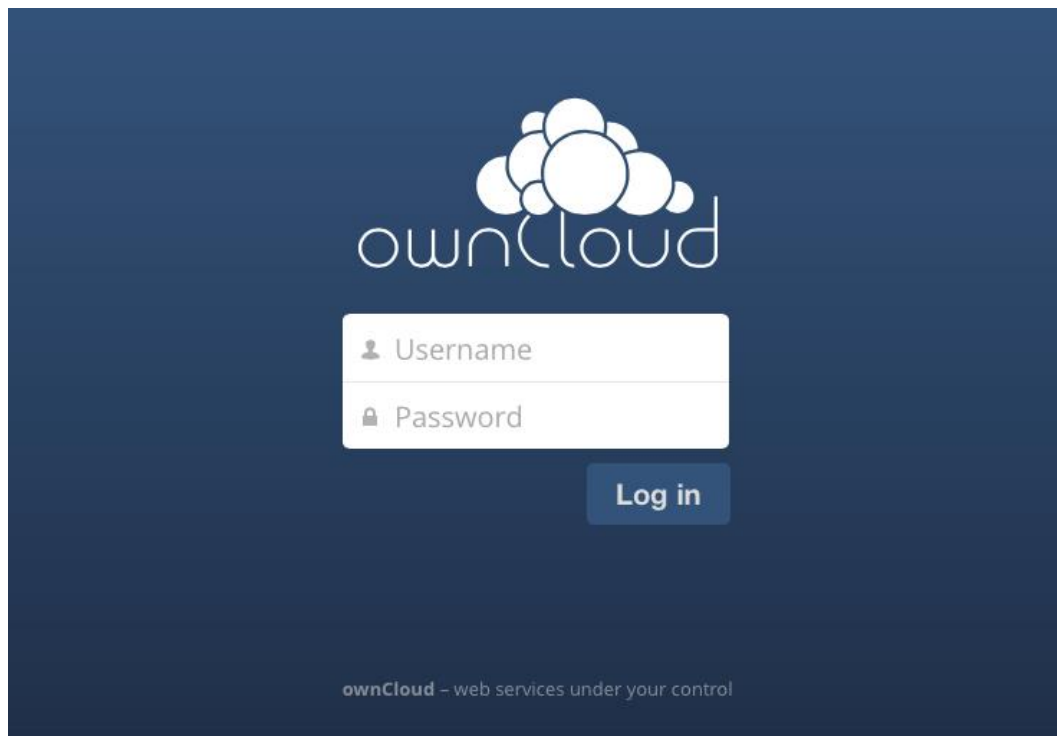 ownCloud
Username
Password
Log in
ownCloud – web services under your control